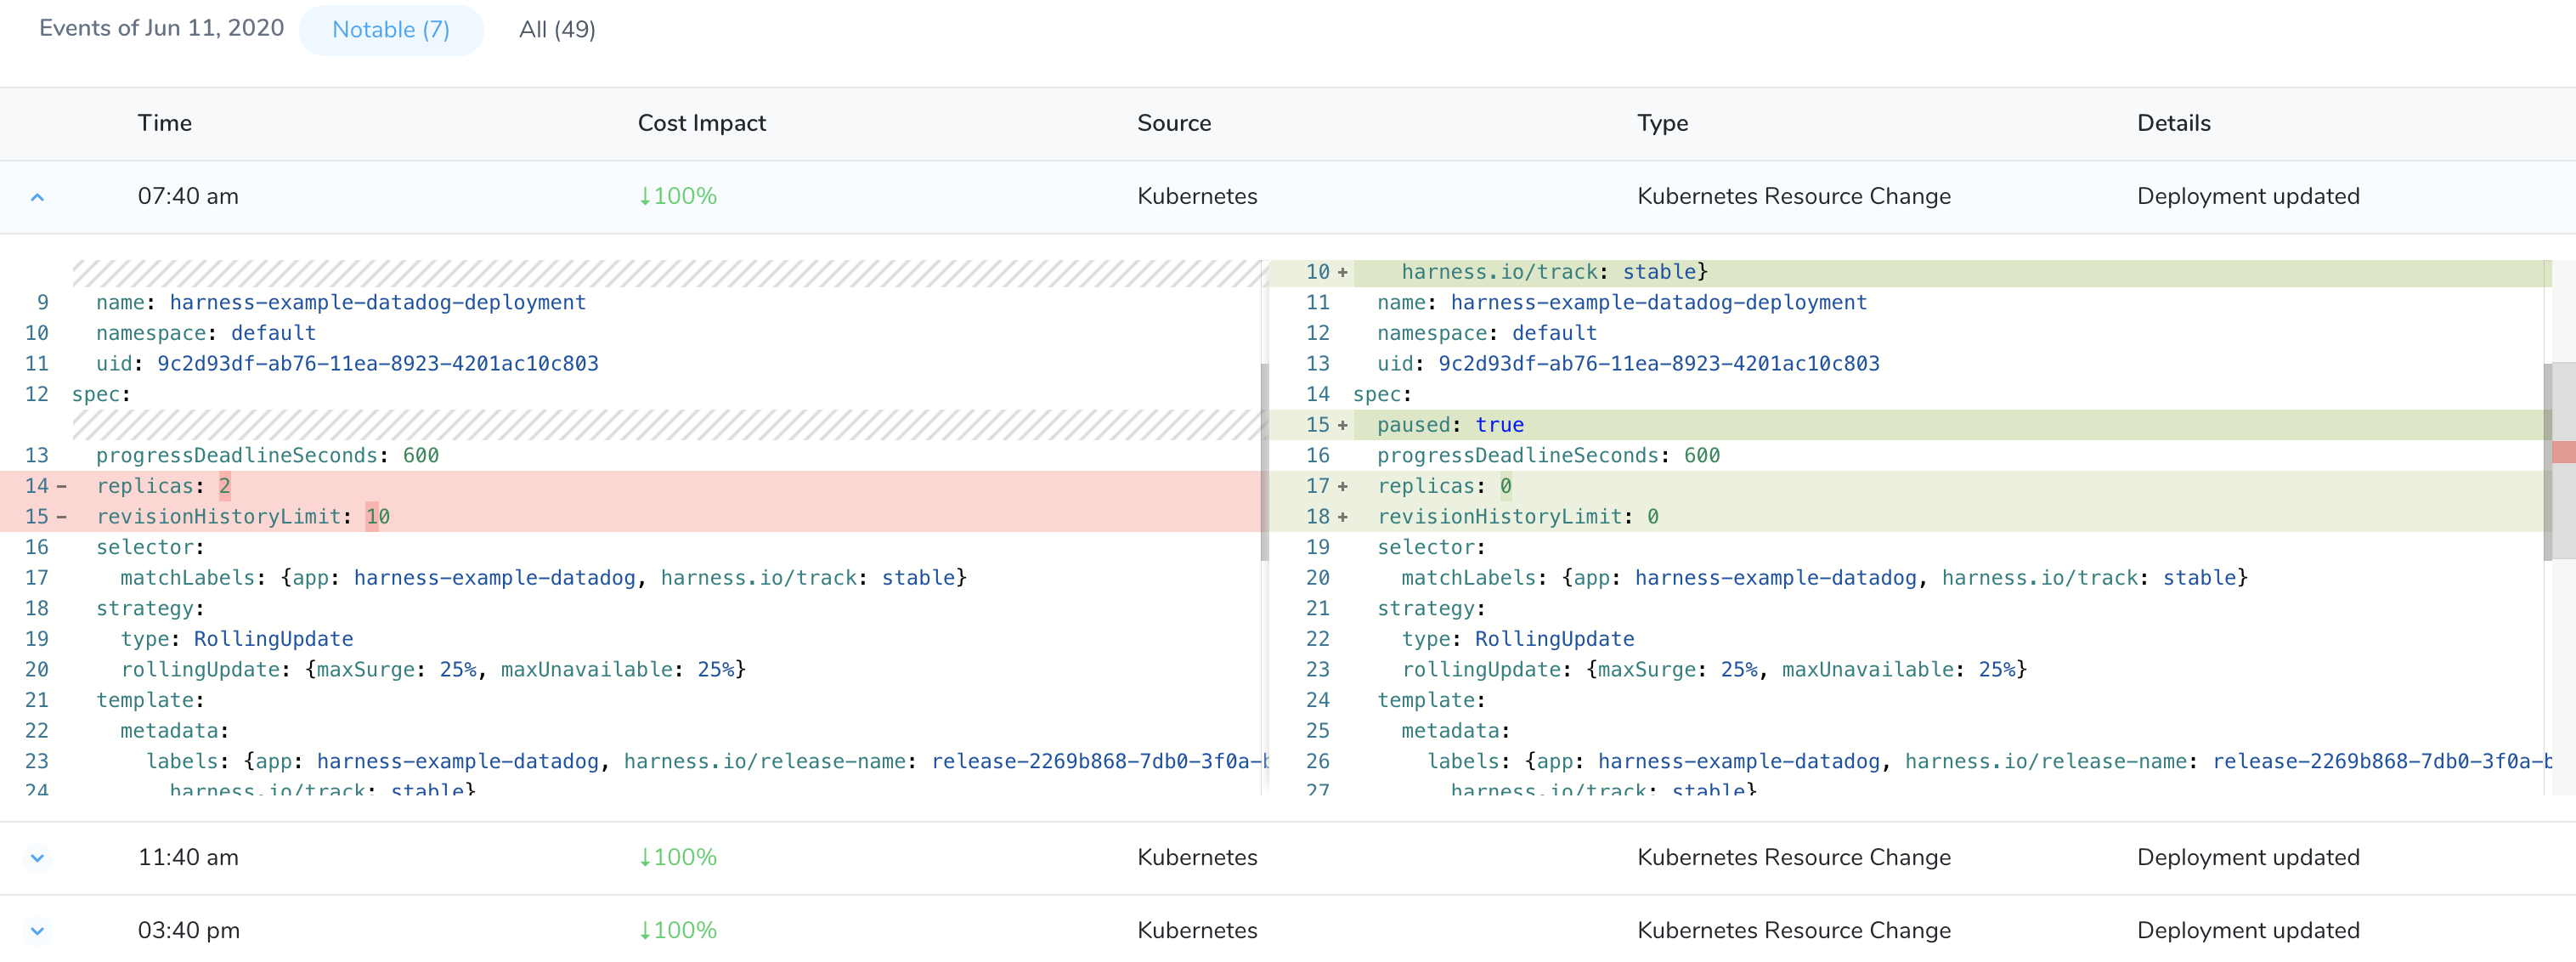 Events of Jun 11, 2020 Notable (7) All (49)
Time Cost Impact Source Type Details
07:40 am ↓100% Kubernetes Kubernetes Resource Change Deployment updated
10 + harness.io/track: stable}
9 name: harness-example-datadog-deployment 11 name: harness-example-datadog-deployment
10 namespace: default 12 namespace: default
11 uid: 9c2d93df-ab76-11ea-8923-4201ac10c803 13 uid: 9c2d93df-ab76-11ea-8923-4201ac10c803
12 spec: 14 spec:
15 + paused: true
13 progressDeadlineSeconds: 600 16 progressDeadlineSeconds: 600
14 - replicas: 2 17 + replicas: 0
15 - revisionHistoryLimit: 10 18 + revisionHistoryLimit: 0
16 selector: 19 selector:
17 matchLabels: {app: harness-example-datadog, harness.io/track: stable} 20 matchLabels: {app: harness-example-datadog, harness.io/track: stable}
18 strategy: 21 strategy:
19 type: RollingUpdate 22 type: RollingUpdate
20 rollingUpdate: {maxSurge: 25%, maxUnavailable: 25%} 23 rollingUpdate: {maxSurge: 25%, maxUnavailable: 25%}
21 template: 24 template:
22 metadata: 25 metadata:
23 labels: {app: harness-example-datadog, harness.io/release-name: release-2269b868-7db0-3f0a-b 26 labels: {app: harness-example-datadog, harness.io/release-name: release-2269b868-7db0-3f0a-b
24 harness.io/track: stable} 27 harness.io/track: stable}
11:40 am ↓100% Kubernetes Kubernetes Resource Change Deployment updated
03:40 pm ↓100% Kubernetes Kubernetes Resource Change Deployment updated